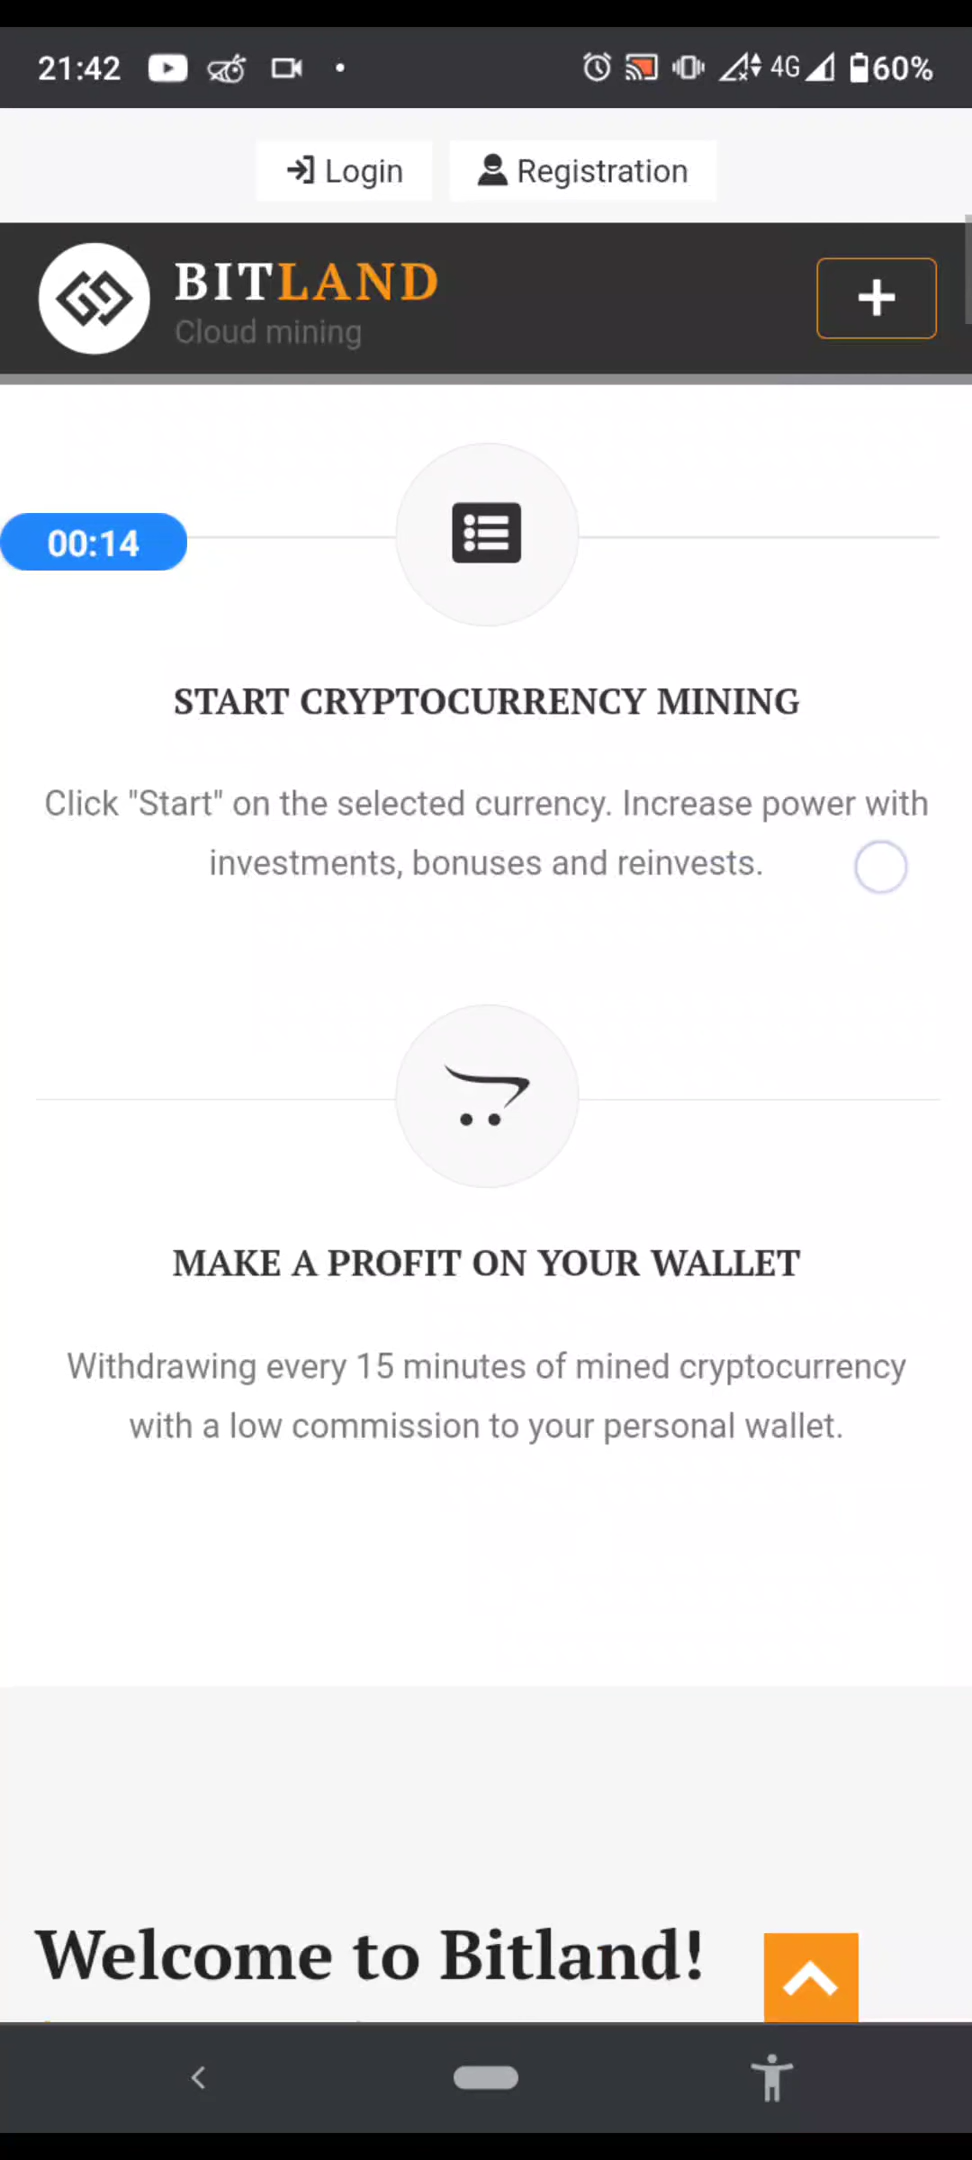 21:42
4G
60%
Login
Registration
BITLAND
Cloud mining
00:14
START CRYPTOCURRENCY MINING
Click "Start" on the selected currency. Increase power with
investments, bonuses and reinvests.
MAKE A PROFIT ON YOUR WALLET
Withdrawing every 15 minutes of mined cryptocurrency
with a low commission to your personal wallet.
Welcome to Bitland!